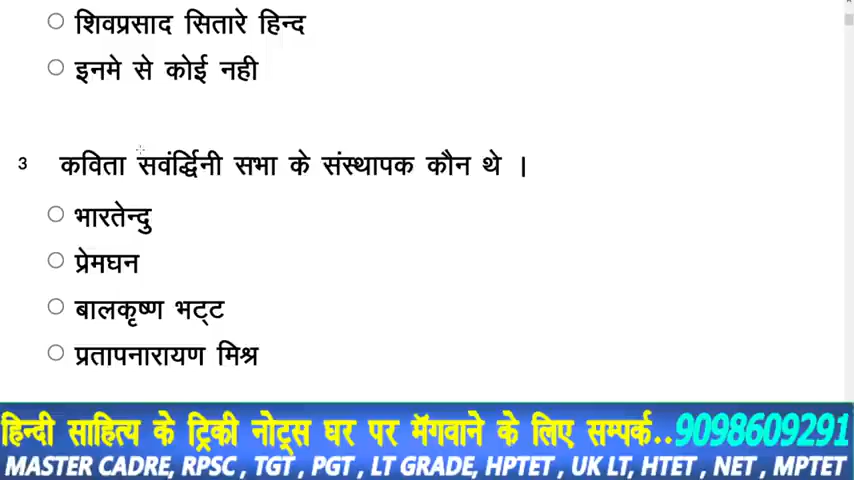 शिवप्रसाद सितारे हिन्द
इनमे से कोई नही
3 कविता सवंर्द्धिनी सभा के संस्थापक कौन थे ।
भारतेन्दु
प्रेमघन
बालकृष्ण भट्ट
प्रतापनारायण मिश्र
हिन्दी साहित्य के ट्रिकी नोट्स घर पर मॅगवाने के लिए सम्पर्क..9098609291
MASTER CADRE, RPSC , TGT , PGT , LT GRADE, HPTET , UK LT, HTET , NET , MPTET